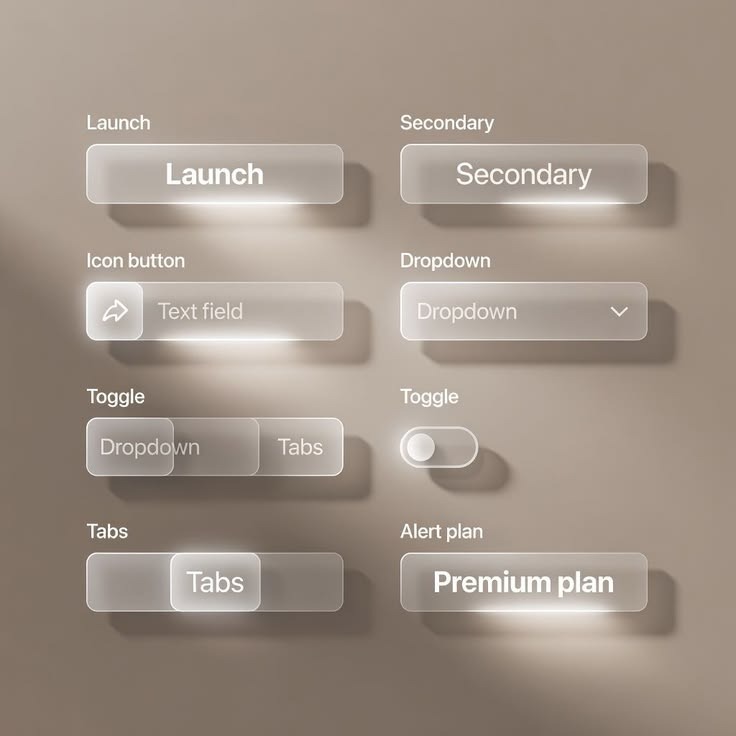 Launch
Launch
Secondary
Secondary
Icon button
Text field
Dropdown
Dropdown
Toggle
Dropdown Tabs
Toggle
Tabs
Tabs
Alert plan
Premium plan